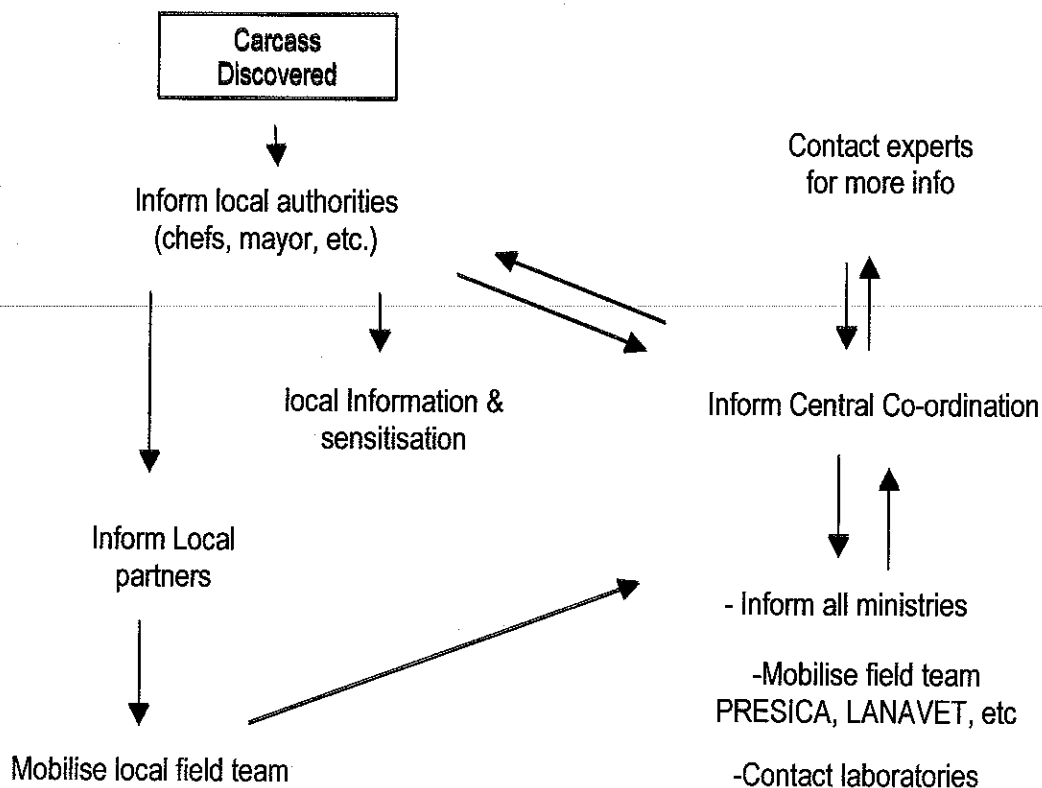 Carcass
Discovered
Contact experts
for more info
Inform local authorities
(chefs, mayor, etc.)
local Information &
sensitisation
Inform Central Co-ordination
Inform Local
partners
- Inform all ministries
-Mobilise field team
PRESICA, LANAVET, etc
Mobilise local field team
-Contact laboratories